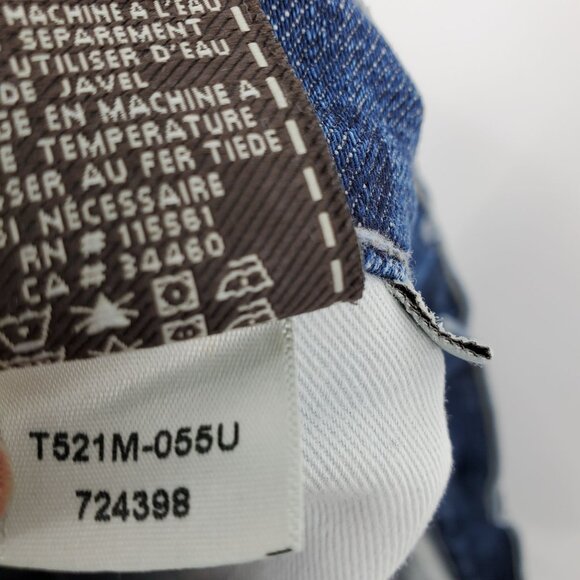 MACHINE A L'EAU
SEPAREMENT
UTILISER D'EAU
DE JAVEL
GE EN MACHINE A
E TEMPERATURE
SER AU FER TIEDE
SI NÉCESSAIRE
RN # 115561
CA # 34460
T521M-055U
724398